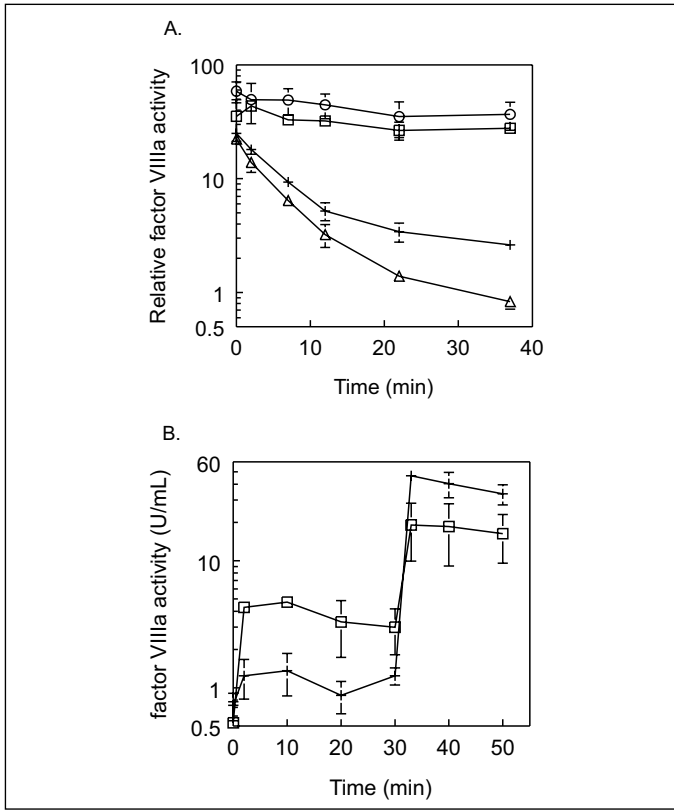 A.
Relative factor VIIIa activity
100
10
1
0.5
0 10 20 30 40
Time (min)
B.
factor VIIIa activity (U/mL)
60
10
1
0.5
0 10 20 30 40 50
Time (min)